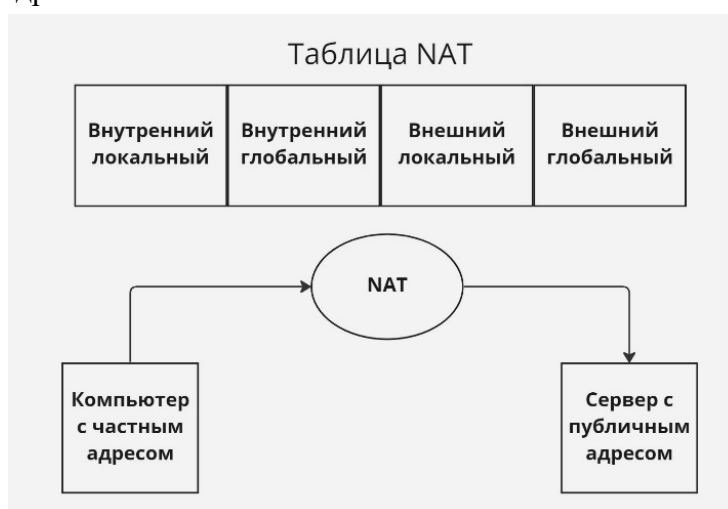 Таблица NAT
Внутренний локальный
Внутренний глобальный
Внешний локальный
Внешний глобальный
NAT
Компьютер
с частным
адресом
Сервер с
публичным
адресом